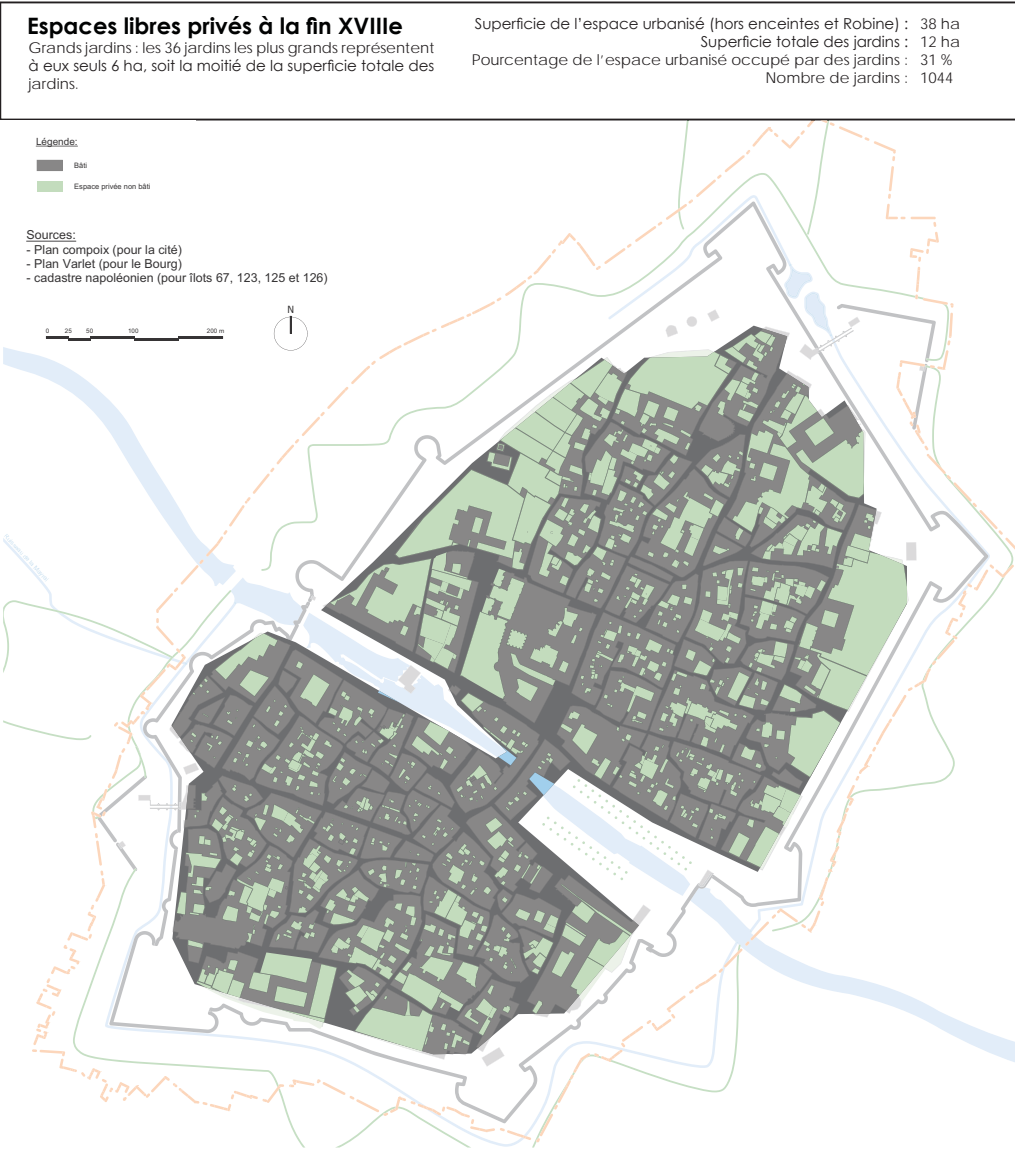 Espaces libres privés à la fin XVIIIe
Grands jardins : les 36 jardins les plus grands représentent
à eux seuls 6 ha, soit la moitié de la superficie totale des
jardins.
Superficie de l'espace urbanisé (hors enceintes et Robine) : 38 ha
Superficie totale des jardins : 12 ha
Pourcentage de l'espace urbanisé occupé par des jardins : 31 %
Nombre de jardins : 1044
Légende:
Bâti
Espace privée non bâti
Sources:
- Plan compoix (pour la cité)
- Plan Varlet (pour le Bourg)
- cadastre napoléonien (pour îlots 67, 123, 125 et 126)
0 25 50 100 200 m
N